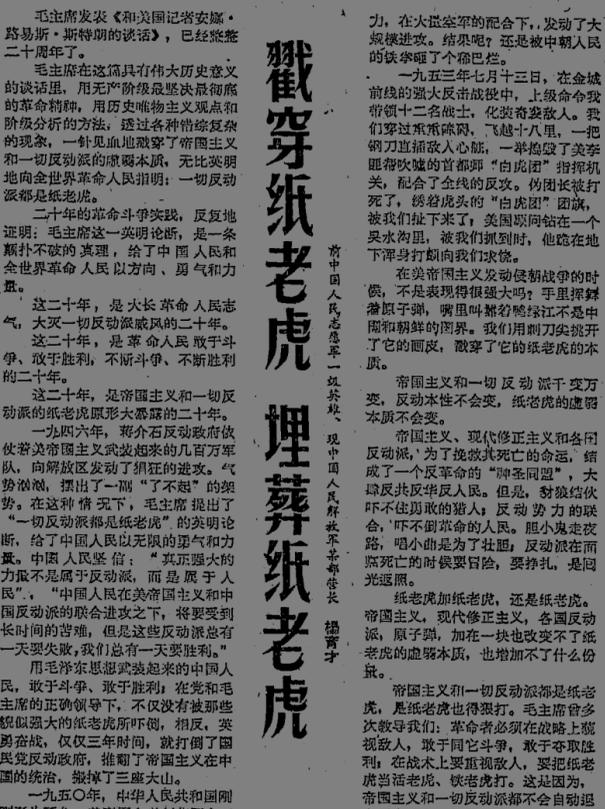 戳穿纸老虎 埋葬纸老虎
前中国人民志愿军一级英雄、现中国人民解放军某部营长 杨育才
毛主席发表《和美国记者安娜·
路易斯·斯特朗的谈话》，已经整整
二十周年了。
毛主席在这篇具有伟大历史意义
的谈话里，用无产阶级最坚决最彻底
的革命精神，用历史唯物主义观点和
阶级分析的方法，透过各种错综复杂
的现象，一针见血地戳穿了帝国主义
和一切反动派的虚弱本质，无比英明
地向全世界革命人民指明：一切反动
派都是纸老虎。
二十年的革命斗争实践，反复地
证明：毛主席这一英明论断，是一条
颠扑不破的真理，给了中国人民和
全世界革命人民以方向、勇气和力
量。
这二十年，是大长革命人民志
气，大灭一切反动派威风的二十年。
这二十年，是革命人民敢于斗
争、敢于胜利，不断斗争、不断胜利
的二十年。
这二十年，是帝国主义和一切反
动派的纸老虎原形大暴露的二十年。
一九四六年，蒋介石反动政府依
仗着美帝国主义武装起来的几百万军
队，向解放区发动了猖狂的进攻。气
势汹汹，摆出了一副“了不起”的架
势。在这种情况下，毛主席提出了
“一切反动派都是纸老虎”的英明论
断，给了中国人民以无限的勇气和力
量。中国人民坚信：“真正强大的
力量不是属于反动派，而是属于人
民”，“中国人民在美帝国主义和中
国反动派的联合进攻之下，将要受到
长时间的苦难，但是这些反动派总有
一天要失败，我们总有一天要胜利。”
用毛泽东思想武装起来的中国人
民，敢于斗争、敢于胜利；在党和毛
主席的正确领导下，不仅没有被那些
貌似强大的纸老虎所吓倒，相反，英
勇奋战，仅仅三年时间，就打倒了国
民党反动政府，推翻了帝国主义在中
国的统治，搬掉了三座大山。
一九五〇年，中华人民共和国刚
力，在大量空军的配合下，发动了大
规模进攻。结果呢？还是被中朝人民
的铁拳砸了个稀巴烂。
一九五三年七月十三日，在金城
前线的强大反击战役中，上级命令我
带领十二名战士，化装奇袭敌人。我
们穿过重重障碍，飞越十八里，一把
钢刀直插敌人心脏，一举捣毁了美李
匪帮吹嘘的首都师“白虎团”指挥机
关，配合了全线的反攻。伪团长被打
死了，绣着虎头的“白虎团”团旗，
被我们扯下来了；美国顾问钻在一个
臭水沟里，被我们抓到时，他跪在地
下浑身打颤向我们求饶。
在美帝国主义发动侵朝战争的时
候，不是表现得很强大吗？手里挥舞
着原子弹，嘴里叫嚷着鸭绿江不是中
国和朝鲜的国界。我们用刺刀尖挑开
了它的画皮，戳穿了它的纸老虎的本
质。
帝国主义和一切反动派千变万
变，反动本性不会变，纸老虎的虚弱
本质不会变。
帝国主义、现代修正主义和各国
反动派，为了挽救其死亡的命运，结
成了一个反革命的“神圣同盟”，大
肆反共反华反人民。但是，豺狼结伙
吓不住勇敢的猎人；反动势力的联
合，吓不倒革命的人民。胆小鬼走夜
路，唱小曲是为了壮胆；反动派在面
临死亡的时候要冒险，要挣扎，是回
光返照。
纸老虎加纸老虎，还是纸老虎。
帝国主义，现代修正主义，各国反动
派，原子弹，加在一块也改变不了纸
老虎的虚弱本质，也增加不了什么份
量。
帝国主义和一切反动派都是纸老
虎，是纸老虎也得狠打。毛主席曾多
次教导我们：革命者必须在战略上藐
视敌人，敢于同它斗争，敢于夺取胜
利；在战术上要重视敌人，要把纸老
虎当活老虎、铁老虎打。这是因为，
帝国主义和一切反动派都不会自动退